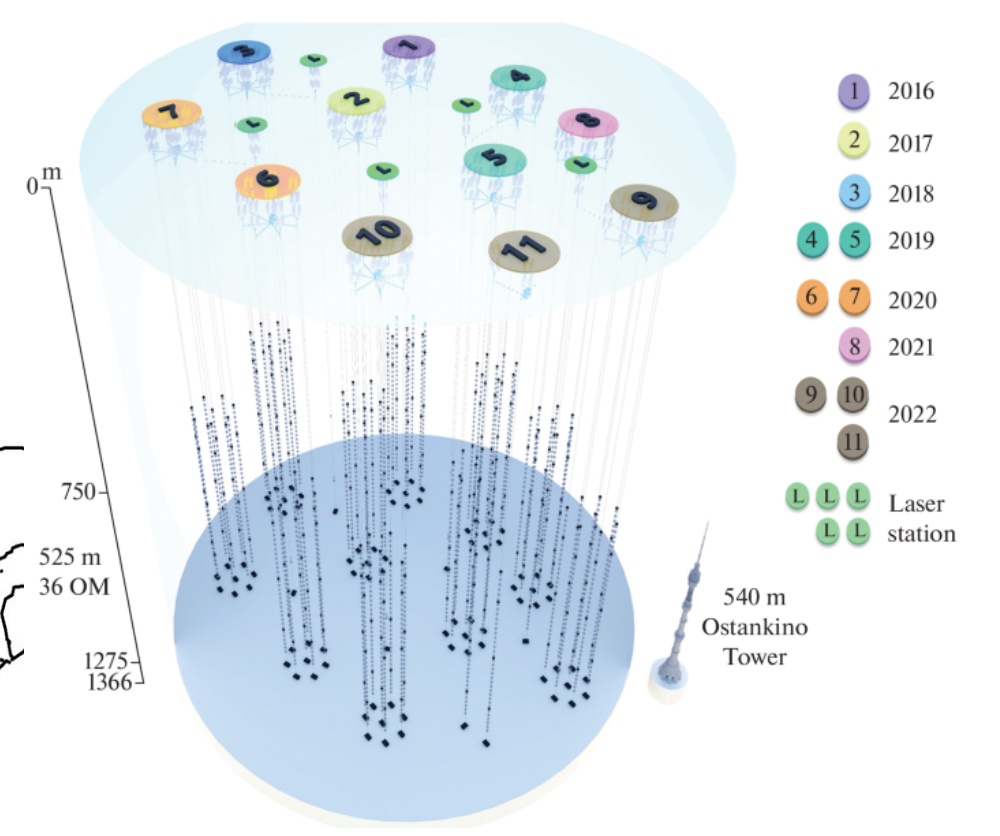 3
L
1
4
7
2
L
8
L
5
L
L
6
9
10
11
0 m
750
525 m
36 OM
1275
1366
540 m
Ostankino
Tower
1 2016
2 2017
3 2018
4 5 2019
6 7 2020
8 2021
9 10
2022
11
L L L Laser
L L station